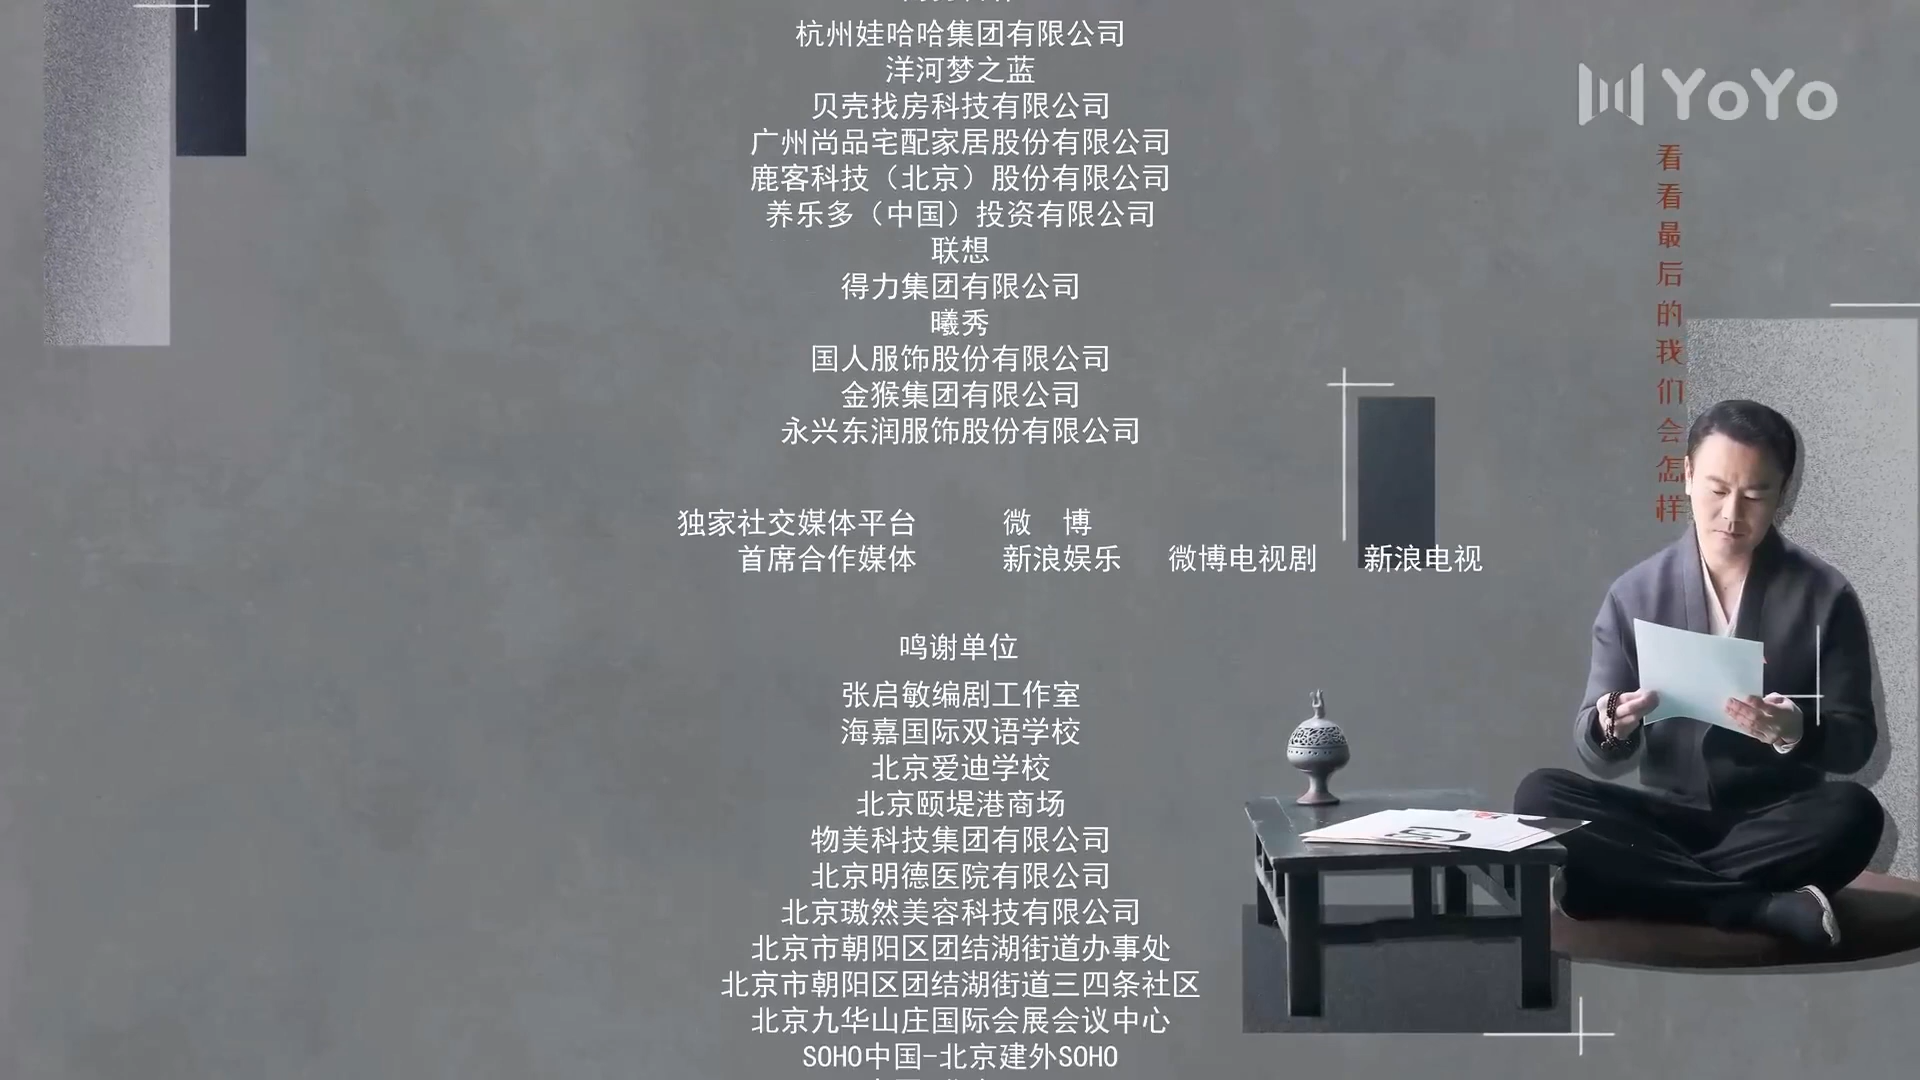 杭州娃哈哈集团有限公司
洋河梦之蓝
贝壳找房科技有限公司
广州尚品宅配家居股份有限公司
鹿客科技（北京）股份有限公司
养乐多（中国）投资有限公司
联想
得力集团有限公司
曦秀
国人服饰股份有限公司
金猴集团有限公司
永兴东润服饰股份有限公司
独家社交媒体平台 微 博
首席合作媒体 新浪娱乐 微博电视剧 新浪电视
鸣谢单位
张启敏编剧工作室
海嘉国际双语学校
北京爱迪学校
北京颐堤港商场
物美科技集团有限公司
北京明德医院有限公司
北京璈然美容科技有限公司
北京市朝阳区团结湖街道办事处
北京市朝阳区团结湖街道三四条社区
北京九华山庄国际会展会议中心
SOHO中国-北京建外SOHO
YoYo
看看最后的我们会怎样